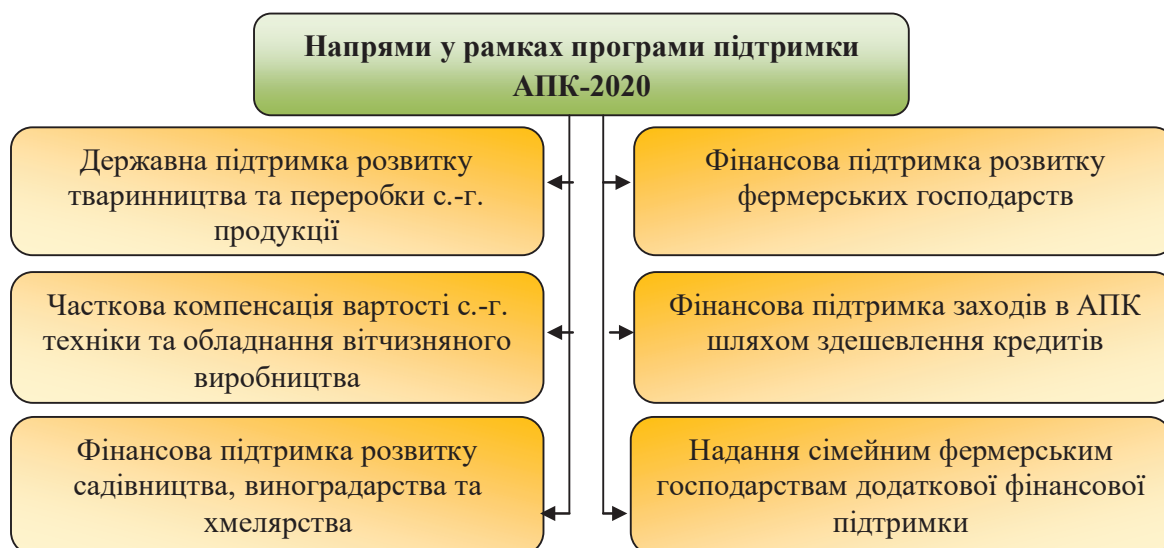 Напрями у рамках програми підтримки
АПК-2020
Державна підтримка розвитку
тваринництва та переробки с.-г.
продукції
Фінансова підтримка розвитку
фермерських господарств
Часткова компенсація вартості с.-г.
техніки та обладнання вітчизняного
виробництва
Фінансова підтримка заходів в АПК
шляхом здешевлення кредитів
Фінансова підтримка розвитку
садівництва, виноградарства та
хмелярства
Надання сімейним фермерським
господарствам додаткової фінансової
підтримки